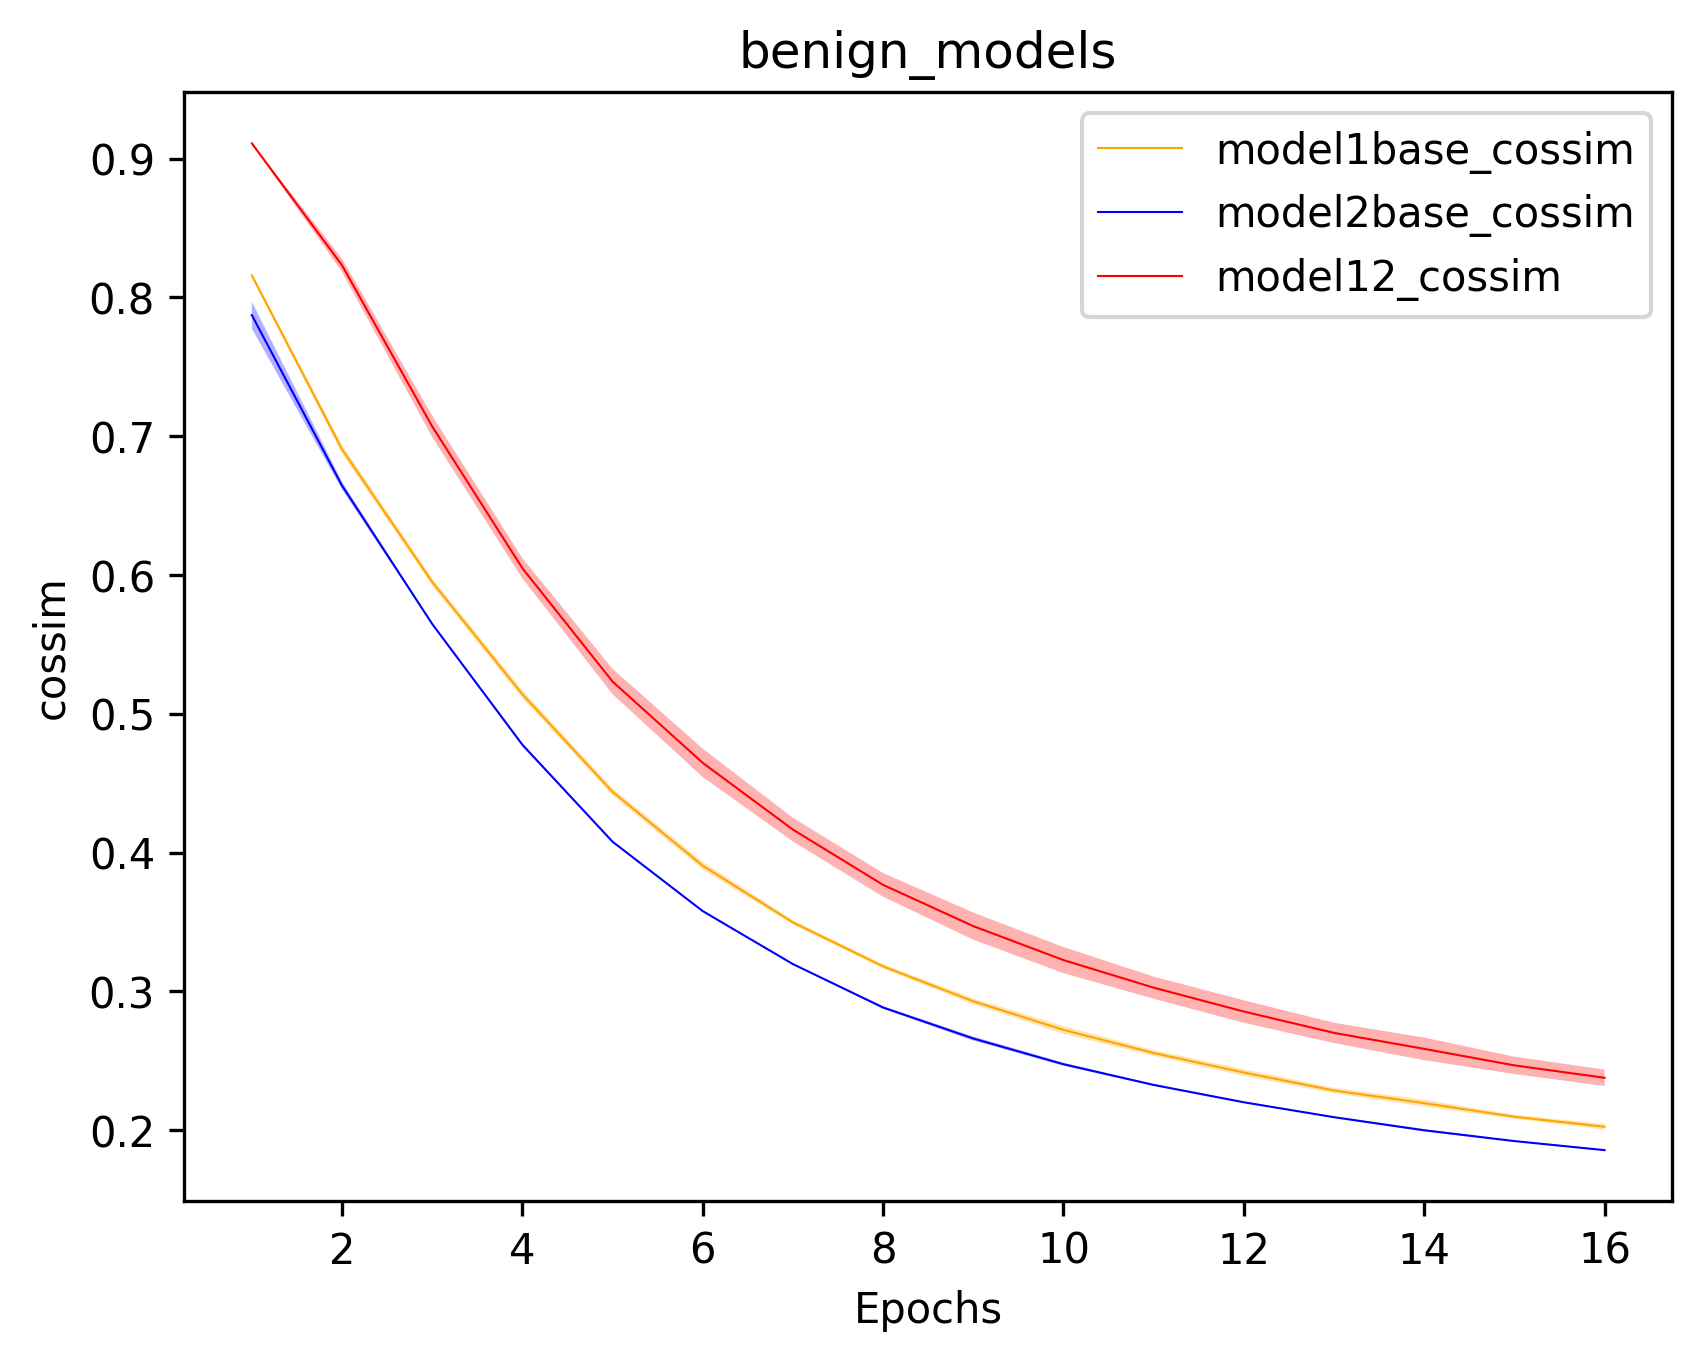 benign_models
model1base_cossim
model2base_cossim
model12_cossim
cossim
0.9
0.8
0.7
0.6
0.5
0.4
0.3
0.2
2 4 6 8 10 12 14 16
Epochs